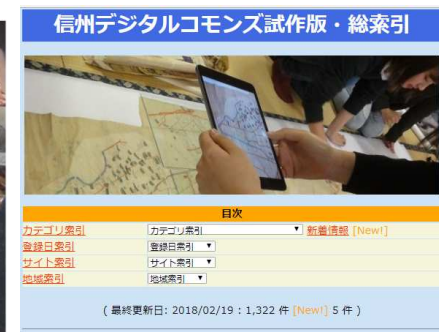 信州デジタルコモンズ試作版・総索引
目次
カテゴリ索引 カテゴリ索引 ▼ 新着情報 [New!]
登録日索引 登録日索引 ▼
サイト索引 サイト索引 ▼
地域索引 地域索引 ▼
( 最終更新日: 2018/02/19 : 1,322 件 [New!] 5 件 )